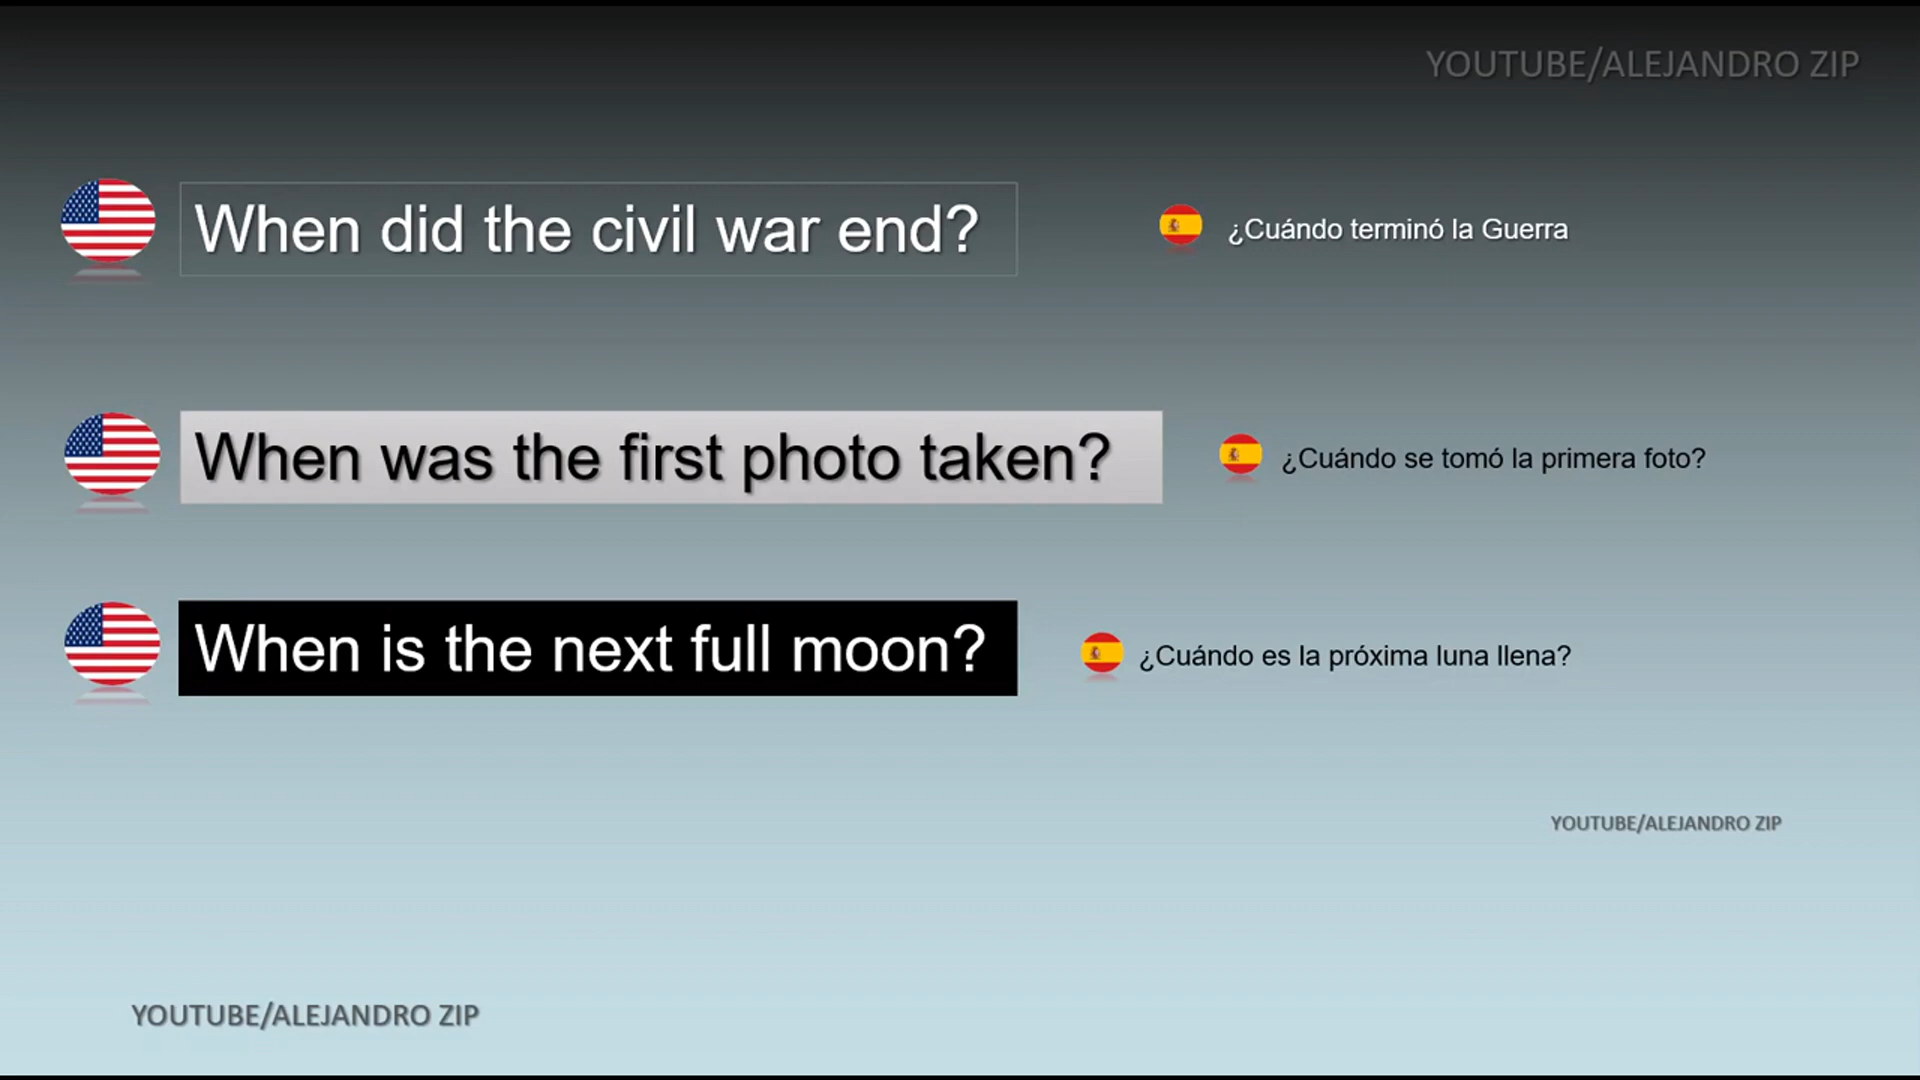 YOUTUBE/ALEJANDRO ZIP
When did the civil war end?
¿Cuándo terminó la Guerra
When was the first photo taken?
¿Cuándo se tomó la primera foto?
When is the next full moon?
¿Cuándo es la próxima luna llena?
YOUTUBE/ALEJANDRO ZIP
YOUTUBE/ALEJANDRO ZIP